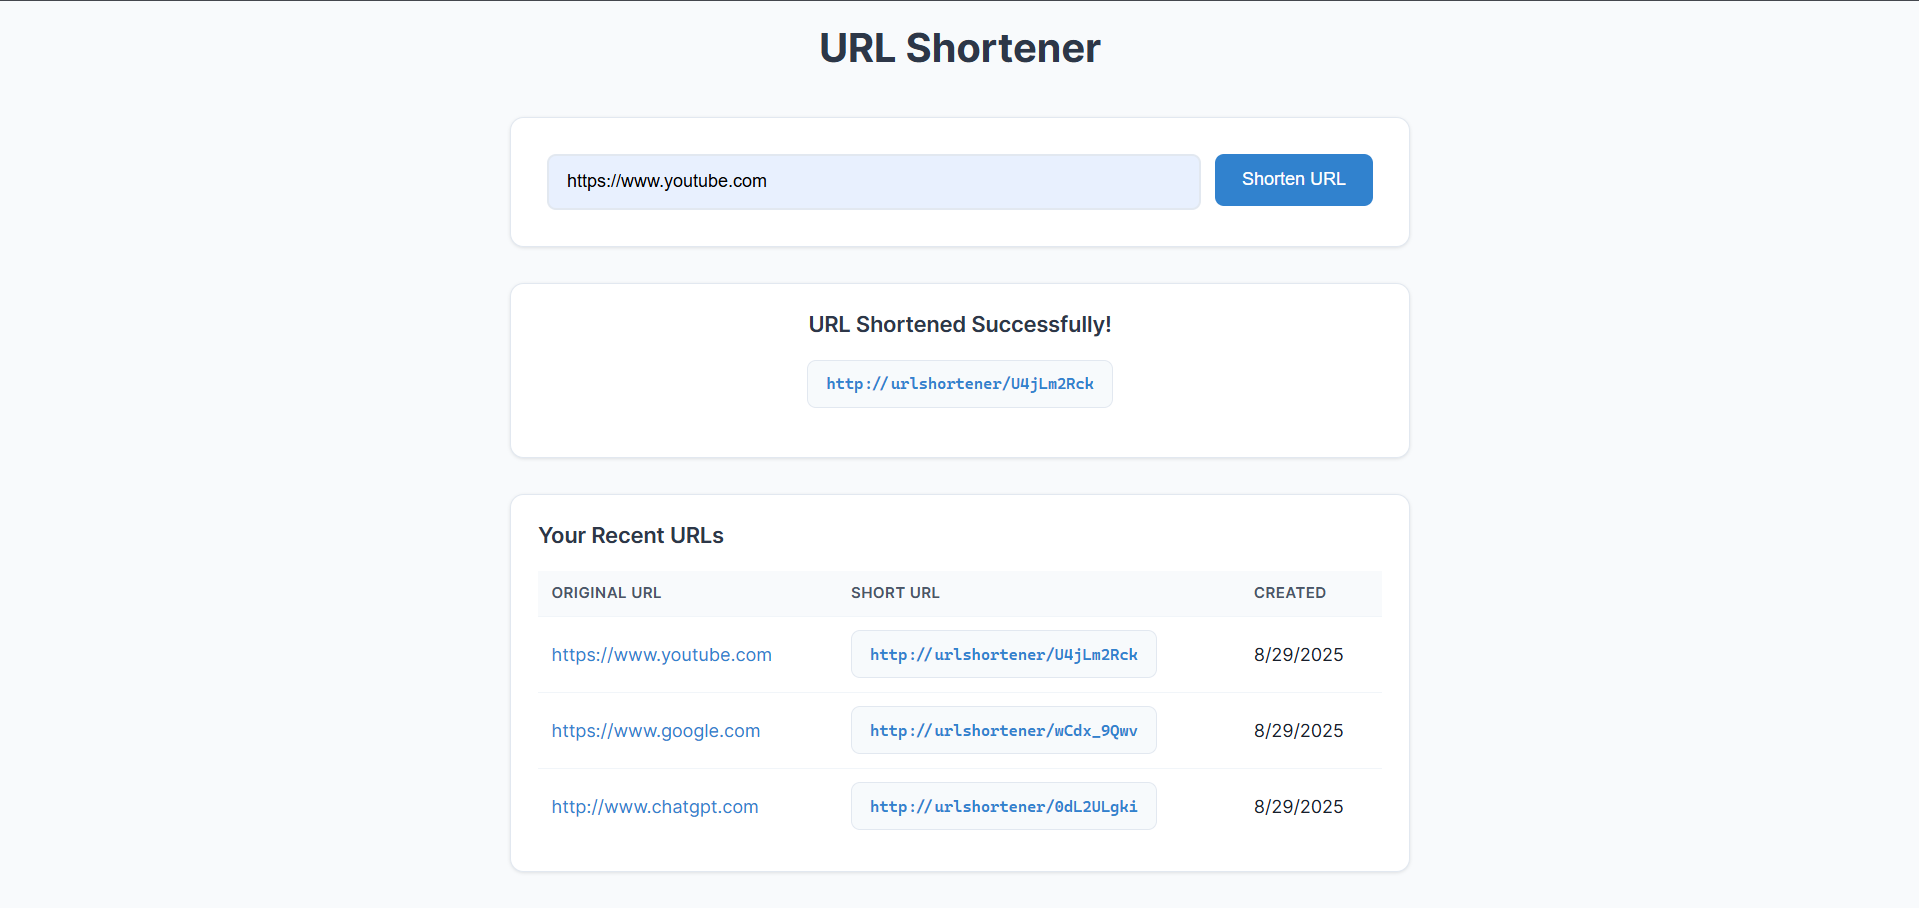 URL Shortener
https://www.youtube.com Shorten URL
URL Shortened Successfully!
http://urlshortener/U4jLm2Rck
Your Recent URLs
ORIGINAL URL SHORT URL CREATED
https://www.youtube.com http://urlshortener/U4jLm2Rck 8/29/2025
https://www.google.com http://urlshortener/wCdx_9Qwv 8/29/2025
http://www.chatgpt.com http://urlshortener/0dL2ULgki 8/29/2025